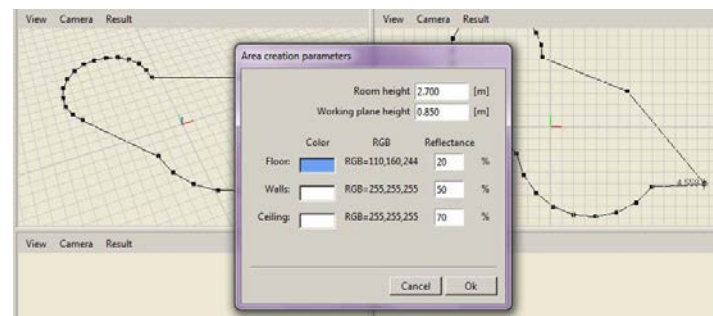 View Camera Result
View Camera Result
Area creation parameters
Room height 2.700 [m]
Working plane height 0.850 [m]
Color RGB Reflectance
Floor: RGB=110,160,244 20 %
Walls: RGB=255,255,255 50 %
Ceiling: RGB=255,255,255 70 %
Cancel Ok
4.559
View Camera Result